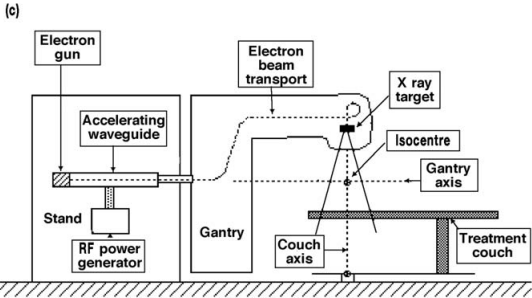 (c)
Electron
gun
Electron
beam
transport
X ray
target
Accelerating
waveguide
Isocentre
Gantry
axis
Stand
Gantry
RF power
generator
Couch
axis
Treatment
couch